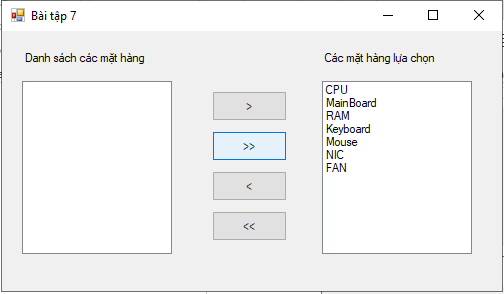 Bài tập 7
Danh sách các mặt hàng
Các mặt hàng lựa chọn
>
>>
<
<<
CPU
MainBoard
RAM
Keyboard
Mouse
NIC
FAN